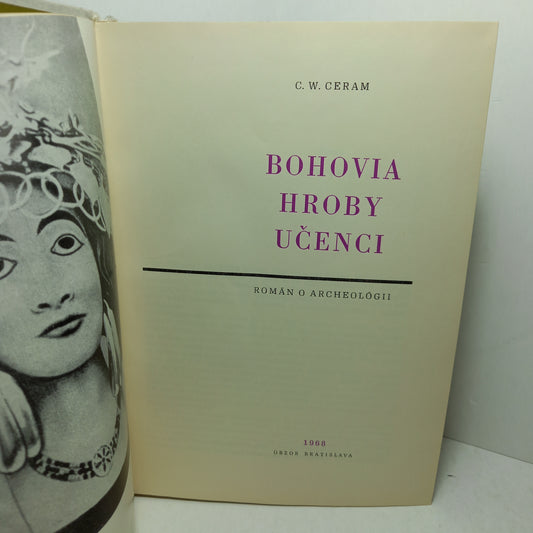 C. W. CERAM
BOHOVIA
HROBY
UČENCI
ROMÁN O ARCHEOLÓGII
1968
OBZOR BRATISLAVA